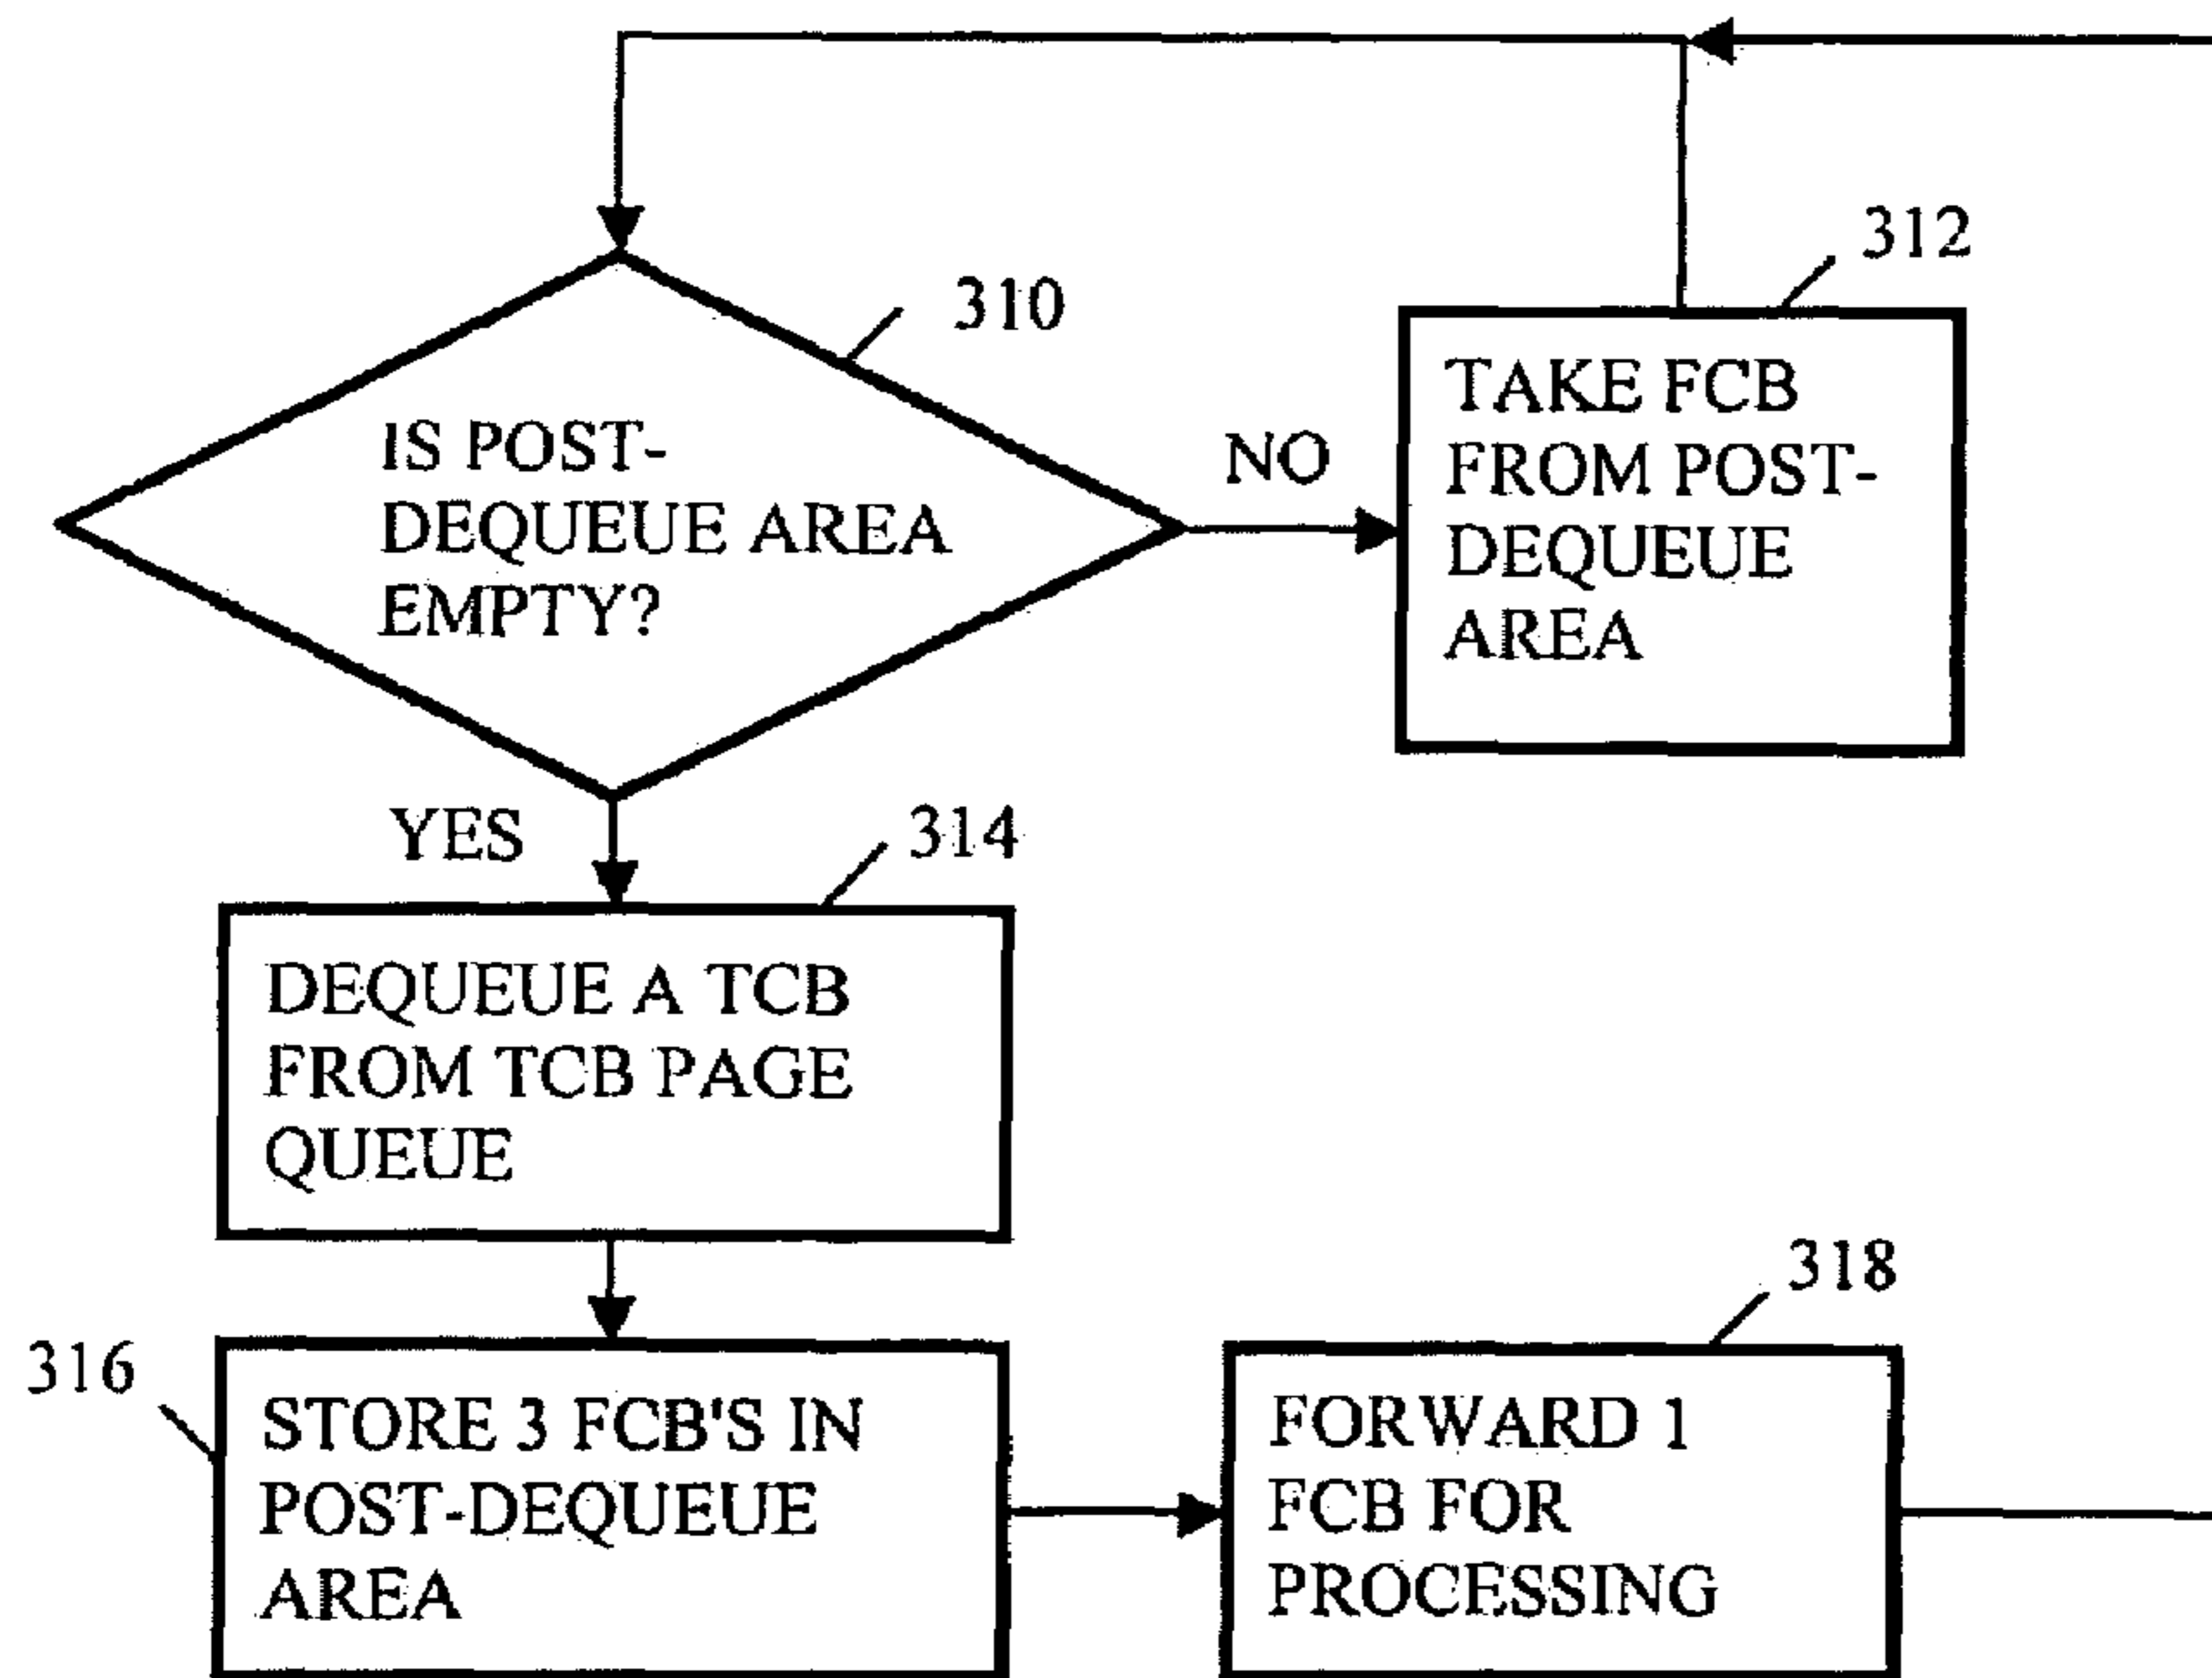 310
IS POST-
DEQUEUE AREA
EMPTY?
NO
312
TAKE FCB
FROM POST-
DEQUEUE
AREA
YES
314
DEQUEUE A TCB
FROM TCB PAGE
QUEUE
316
STORE 3 FCB'S IN
POST-DEQUEUE
AREA
318
FORWARD 1
FCB FOR
PROCESSING